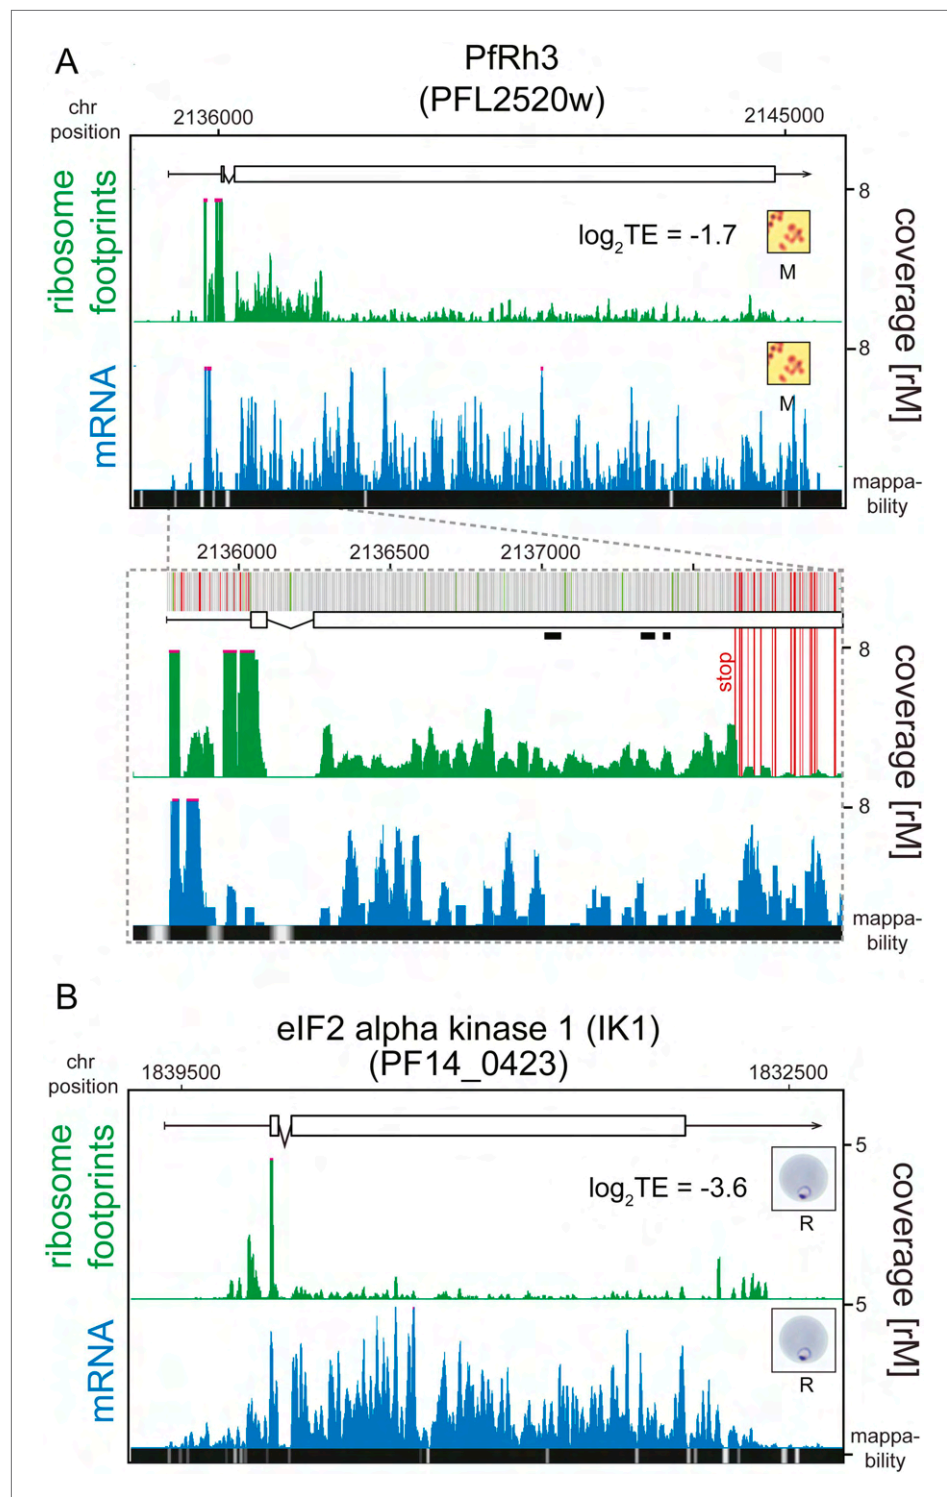 A
PfRh3
(PFL2520w)
chr
position
2136000
2145000
ribosome
footprints
8
log2TE = -1.7
M
coverage [rM]
8
mRNA
M
mappa-
bility
2136000
2136500
2137000
8
stop
coverage [rM]
8
mappa-
bility
B
eIF2 alpha kinase 1 (IK1)
(PF14_0423)
chr
position
1839500
1832500
ribosome
footprints
5
log2TE = -3.6
R
coverage [rM]
5
mRNA
R
mappa-
bility